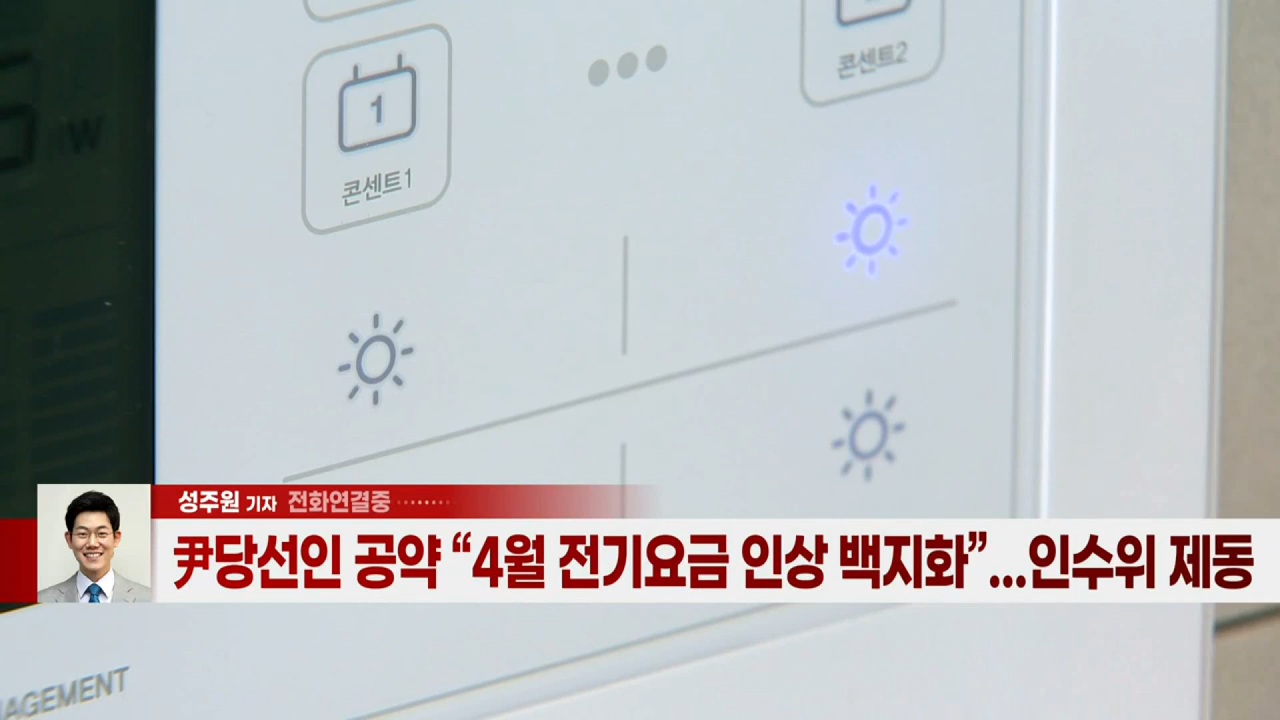 1
콘센트1
콘센트2
성주원 기자 전화연결중
尹당선인 공약 “4월 전기요금 인상 백지화”...인수위 제동